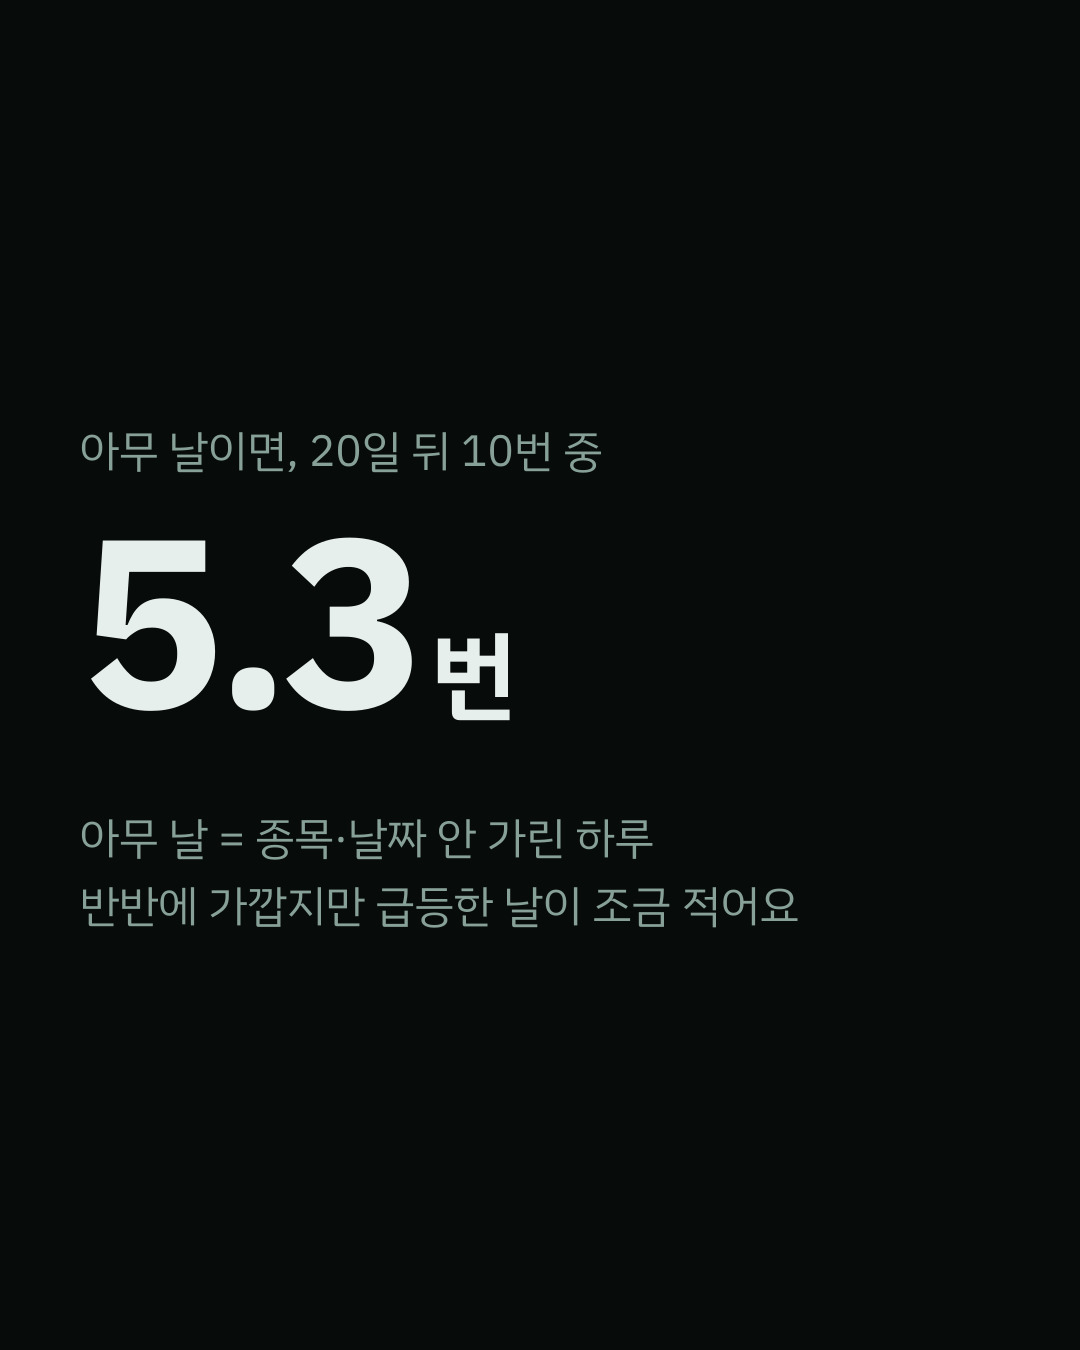 아무 날이면, 20일 뒤 10번 중
5.3번
아무 날 = 종목·날짜 안 가린 하루
반반에 가깝지만 급등한 날이 조금 적어요